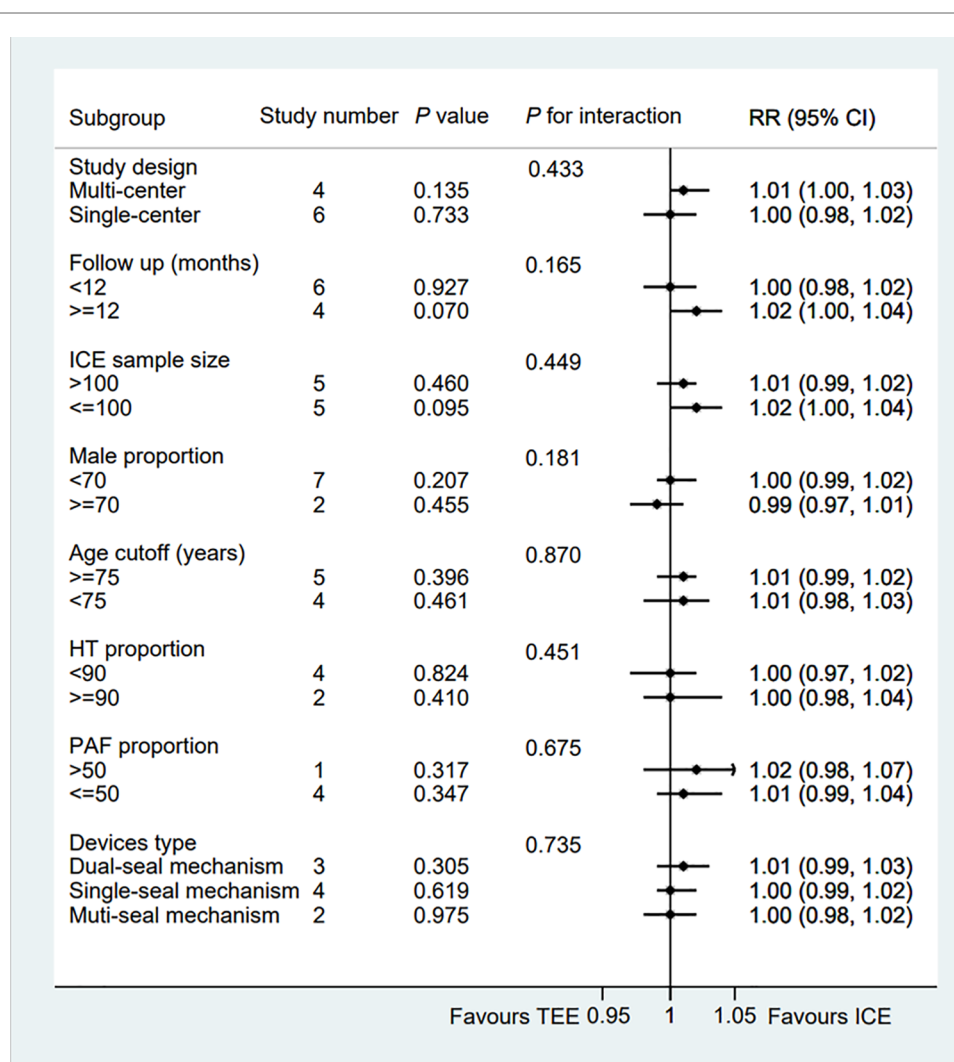 Subgroup Study number P value P for interaction RR (95% CI)
Study design 0.433
Multi-center 4 0.135 1.01 (1.00, 1.03)
Single-center 6 0.733 1.00 (0.98, 1.02)
Follow up (months) 0.165
<12 6 0.927 1.00 (0.98, 1.02)
>=12 4 0.070 1.02 (1.00, 1.04)
ICE sample size 0.449
>100 5 0.460 1.01 (0.99, 1.02)
<=100 5 0.095 1.02 (1.00, 1.04)
Male proportion 0.181
<70 7 0.207 1.00 (0.99, 1.02)
>=70 2 0.455 0.99 (0.97, 1.01)
Age cutoff (years) 0.870
>=75 5 0.396 1.01 (0.99, 1.02)
<75 4 0.461 1.01 (0.98, 1.03)
HT proportion 0.451
<90 4 0.824 1.00 (0.97, 1.02)
>=90 2 0.410 1.00 (0.98, 1.04)
PAF proportion 0.675
>50 1 0.317 1.02 (0.98, 1.07)
<=50 4 0.347 1.01 (0.99, 1.04)
Devices type 0.735
Dual-seal mechanism 3 0.305 1.01 (0.99, 1.03)
Single-seal mechanism 4 0.619 1.00 (0.99, 1.02)
Muti-seal mechanism 2 0.975 1.00 (0.98, 1.02)
Favours TEE 0.95 1 1.05 Favours ICE